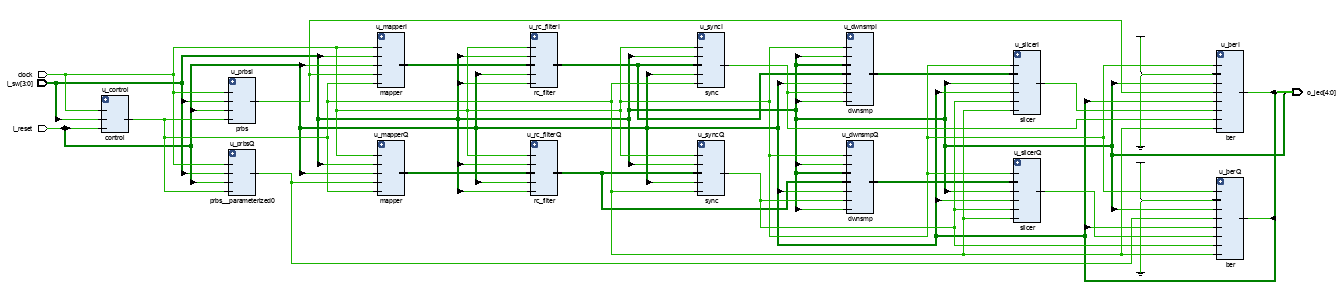 clock
i_sw[3:0]
i_reset
u_control
control
u_prbsI
prbs
u_prbsQ
prbs__parameterized0
u_mapperI
mapper
u_mapperQ
mapper
u_rc_filterI
rc_filter
u_rc_filterQ
rc_filter
u_syncI
sync
u_syncQ
sync
u_dwnsmpI
dwnsmp
u_dwnsmpQ
dwnsmp
u_slicerI
slicer
u_slicerQ
slicer
u_berI
ber
u_berQ
ber
o_led[4:0]